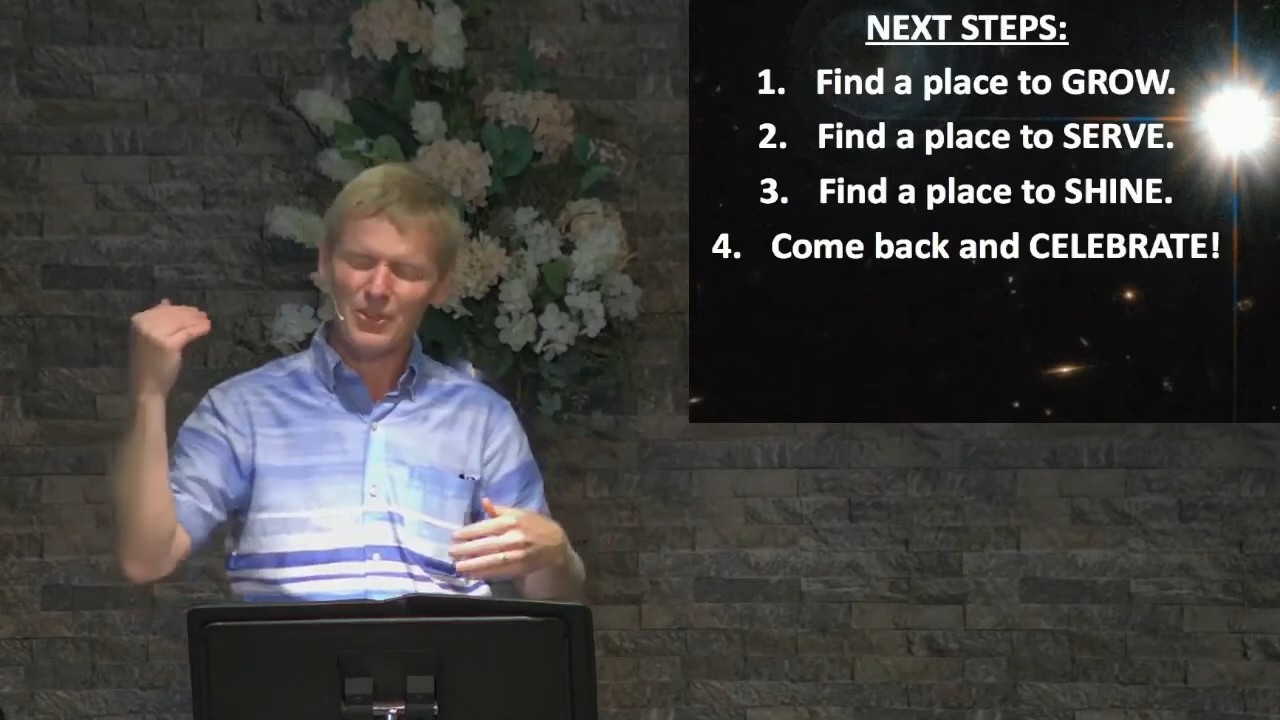 NEXT STEPS:
1. Find a place to GROW.
2. Find a place to SERVE.
3. Find a place to SHINE.
4. Come back and CELEBRATE!